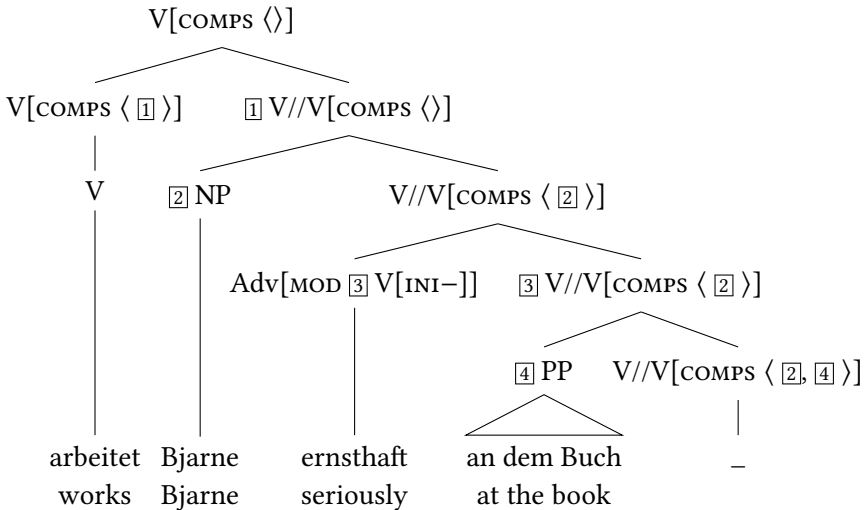 V[COMPS ⟨⟩]
V[COMPS ⟨ 1 ⟩] 1 V//V[COMPS ⟨⟩]
V 2 NP V//V[COMPS ⟨ 2 ⟩]
Adv[MOD 3 V[INI−]] 3 V//V[COMPS ⟨ 2 ⟩]
4 PP V//V[COMPS ⟨ 2, 4 ⟩]
arbeitet Bjarne ernsthaft an dem Buch _
works Bjarne seriously at the book